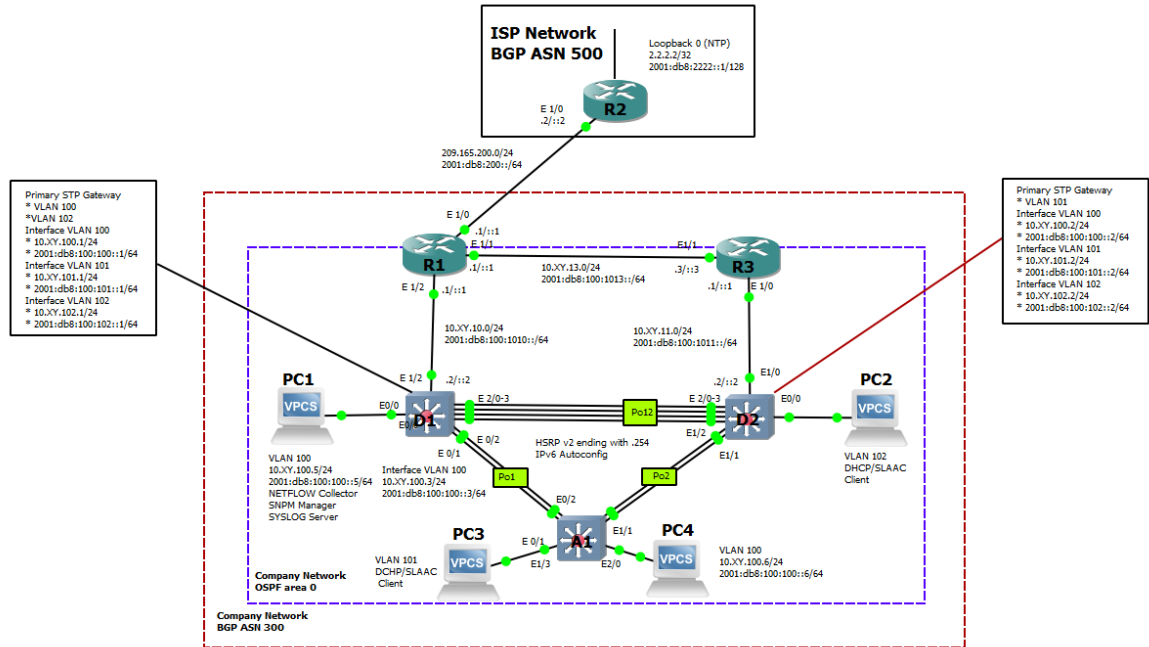 ISP Network
BGP ASN 500
Loopback 0 (NTP)
2.2.2.2/32
2001:db8:2222::1/128
R2
E 1/0
.2/::2
209.165.200.0/24
2001:db8:200::/64
Primary STP Gateway
* VLAN 100
*VLAN 102
Interface VLAN 100
* 10.XY.100.1/24
* 2001:db8:100:100::1/64
Interface VLAN 101
* 10.XY.101.1/24
* 2001:db8:100:101::1/64
Interface VLAN 102
* 10.XY.102.1/24
* 2001:db8:100:102::1/64
Primary STP Gateway
* VLAN 101
Interface VLAN 100
* 10.XY.100.2/24
* 2001:db8:100:100::2/64
Interface VLAN 101
* 10.XY.101.2/24
* 2001:db8:100:101::2/64
Interface VLAN 102
* 10.XY.102.2/24
* 2001:db8:100:102::2/64
E 1/0
.1/::1
E 1/1
R1
.1/::1
E 1/2
.1/::1
10.XY.13.0/24
2001:db8:100:1013::/64
E1/1
.3/::3
R3
.1/::1
E 1/0
10.XY.10.0/24
2001:db8:100:1010::/64
10.XY.11.0/24
2001:db8:100:1011::/64
E 1/2
.2/::2
.2/::2
E1/0
PC1
VPCS
E0/0
E0/0
D1
E 2/0-3
Po12
E 2/0-3
D2
E0/0
PC2
VPCS
E 0/2
E 0/1
HSRP v2 ending with .254
IPv6 Autoconfig
E1/2
E1/1
VLAN 102
DHCP/SLAAC
Client
VLAN 100
10.XY.100.5/24
2001:db8:100:100::5/64
NETFLOW Collector
SNPM Manager
SYSLOG Server
Interface VLAN 100
10.XY.100.3/24
2001:db8:100:100::3/64
Po1
Po2
E0/2
E 0/1
A1
E1/1
E1/3
E2/0
PC3
VPCS
PC4
VPCS
VLAN 101
DCHP/SLAAC
Client
VLAN 100
10.XY.100.6/24
2001:db8:100:100::6/64
Company Network
OSPF area 0
Company Network
BGP ASN 300